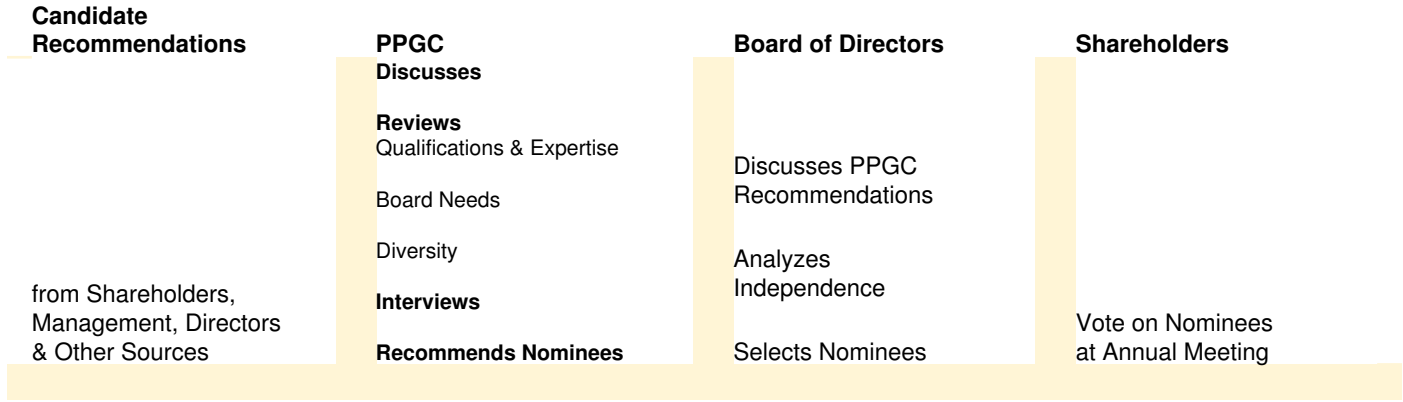 Candidate
Recommendations
from Shareholders,
Management, Directors
& Other Sources
PPGC
Discusses
Reviews
Qualifications & Expertise
Board Needs
Diversity
Interviews
Recommends Nominees
Board of Directors
Discusses PPGC
Recommendations
Analyzes
Independence
Selects Nominees
Shareholders
Vote on Nominees
at Annual Meeting